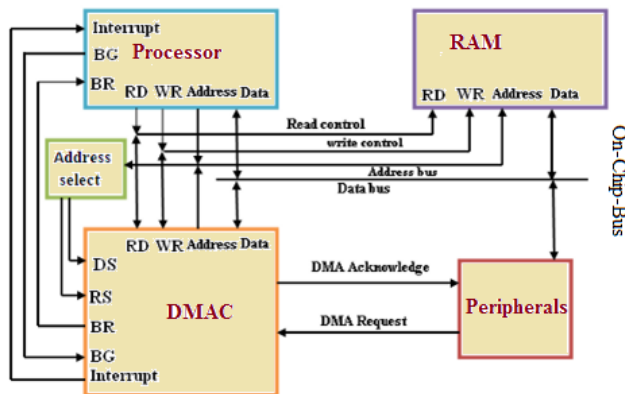 Interrupt
BG
Processor
BR
RD WR Address Data
RAM
RD WR Address Data
Read control
write control
Address bus
Data bus
On-Chip-Bus
Address
select
RD WR Address Data
DS
RS
BR
BG
Interrupt
DMAC
DMA Acknowledge
DMA Request
Peripherals